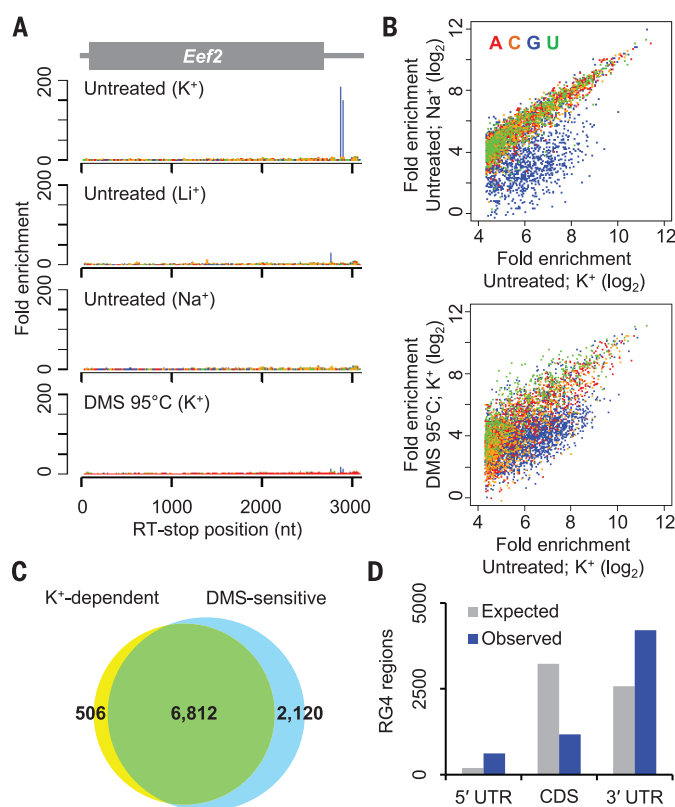 A
Eef2
200
Untreated (K⁺)
0
200
Untreated (Li⁺)
0
200
Untreated (Na⁺)
0
200
DMS 95°C (K⁺)
0
Fold enrichment
0 1000 2000 3000
RT-stop position (nt)
B
A C G U
12
8
4
0
Fold enrichment
Untreated; Na⁺ (log₂)
4 6 8 10 12
Fold enrichment
Untreated; K⁺ (log₂)
12
8
4
0
Fold enrichment
DMS 95°C; K⁺ (log₂)
4 6 8 10 12
Fold enrichment
Untreated; K⁺ (log₂)
C
K⁺-dependent DMS-sensitive
506 6,812 2,120
D
5000
2500
0
RG4 regions
Expected
Observed
5′ UTR CDS 3′ UTR